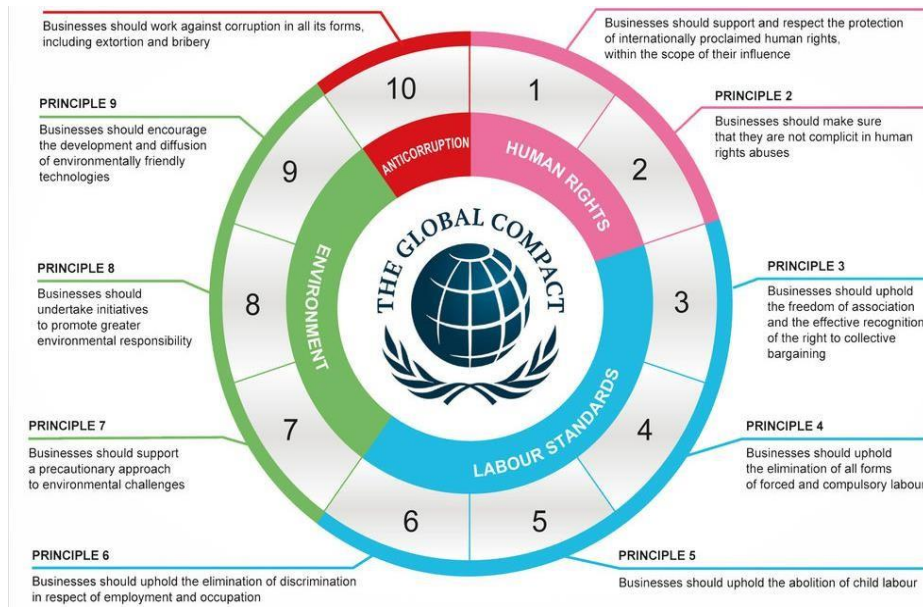 Businesses should work against corruption in all its forms,
including extortion and bribery
Businesses should support and respect the protection
of internationally proclaimed human rights,
within the scope of their influence
PRINCIPLE 9
Businesses should encourage
the development and diffusion
of environmentally friendly
technologies
PRINCIPLE 2
Businesses should make sure
that they are not complicit in human
rights abuses
PRINCIPLE 8
Businesses should
undertake initiatives
to promote greater
environmental responsibility
PRINCIPLE 3
Businesses should uphold
the freedom of association
and the effective recognition
of the right to collective
bargaining
PRINCIPLE 7
Businesses should support
a precautionary approach
to environmental challenges
PRINCIPLE 4
Businesses should uphold
the elimination of all forms
of forced and compulsory labour
PRINCIPLE 6
Businesses should uphold the elimination of discrimination
in respect of employment and occupation
PRINCIPLE 5
Businesses should uphold the abolition of child labour
10
1
2
3
4
5
6
7
8
9
ANTICORRUPTION
HUMAN RIGHTS
LABOUR STANDARDS
ENVIRONMENT
THE GLOBAL COMPACT